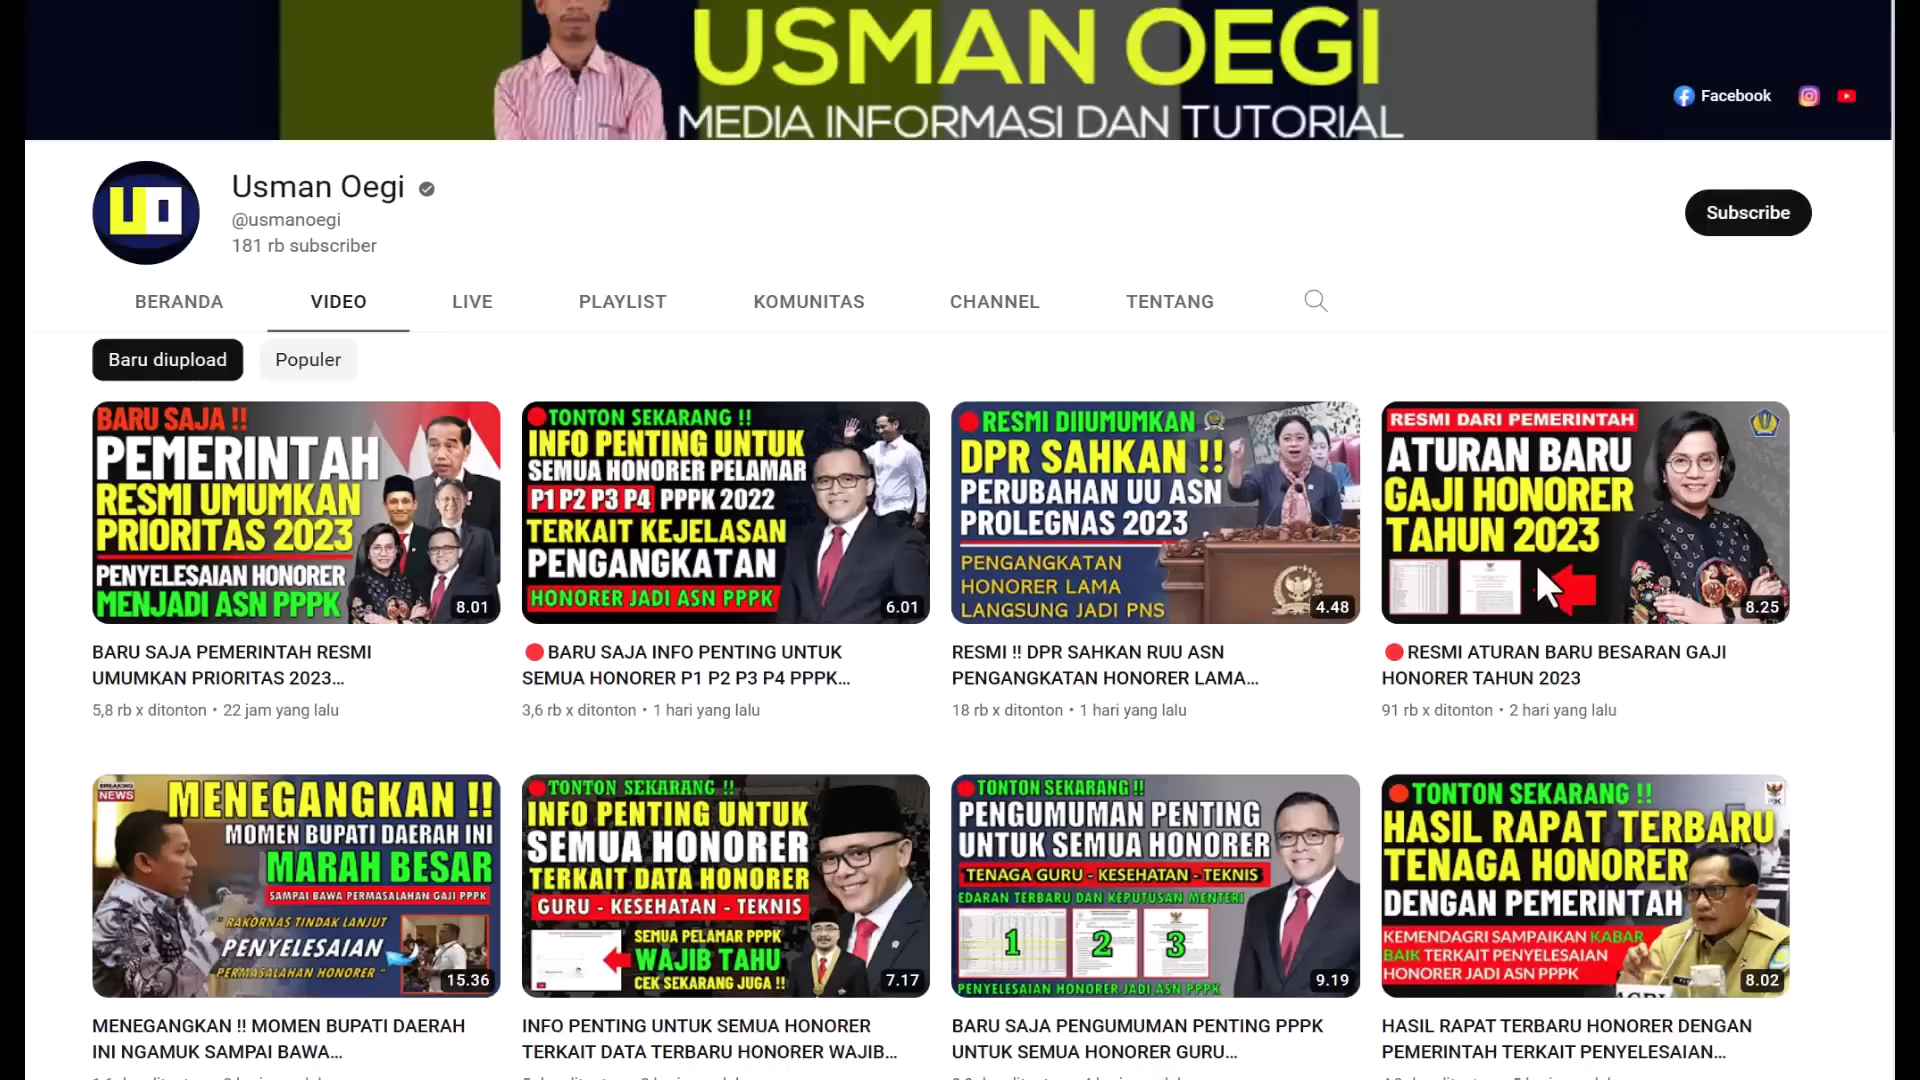 USMAN OEGI
MEDIA INFORMASI DAN TUTORIAL
Facebook
UO
Usman Oegi
@usmanoegi
181 rb subscriber
Subscribe
BERANDA
VIDEO
LIVE
PLAYLIST
KOMUNITAS
CHANNEL
TENTANG
Baru diupload
Populer
BARU SAJA !!
PEMERINTAH
RESMI UMUMKAN
PRIORITAS 2023
PENYELESAIAN HONORER
MENJADI ASN PPPK
8.01
BARU SAJA PEMERINTAH RESMI
UMUMKAN PRIORITAS 2023...
5,8 rb x ditonton • 22 jam yang lalu
TONTON SEKARANG !!
INFO PENTING UNTUK
SEMUA HONORER PELAMAR
P1 P2 P3 P4 PPPK 2022
TERKAIT KEJELASAN
PENGANGKATAN
HONORER JADI ASN PPPK
6.01
BARU SAJA INFO PENTING UNTUK
SEMUA HONORER P1 P2 P3 P4 PPPK...
3,6 rb x ditonton • 1 hari yang lalu
RESMI DIIUMUMKAN
DPR SAHKAN !!
PERUBAHAN UU ASN
PROLEGNAS 2023
PENGANGKATAN
HONORER LAMA
LANGSUNG JADI PNS
4.48
RESMI !! DPR SAHKAN RUU ASN
PENGANGKATAN HONORER LAMA...
18 rb x ditonton • 1 hari yang lalu
RESMI DARI PEMERINTAH
ATURAN BARU
GAJI HONORER
TAHUN 2023
8.25
RESMI ATURAN BARU BESARAN GAJI
HONORER TAHUN 2023
91 rb x ditonton • 2 hari yang lalu
BREAKING
NEWS
MENEGANGKAN !!
MOMEN BUPATI DAERAH INI
MARAH BESAR
SAMPAI BAWA PERMASALAHAN GAJI PPPK
" RAKORNAS TINDAK LANJUT
PENYELESAIAN
PERMASALAHAN HONORER "
15.36
MENEGANGKAN !! MOMEN BUPATI DAERAH
INI NGAMUK SAMPAI BAWA...
TONTON SEKARANG !!
INFO PENTING UNTUK
SEMUA HONORER
TERKAIT DATA HONORER
GURU - KESEHATAN - TEKNIS
SEMUA PELAMAR PPPK
WAJIB TAHU
CEK SEKARANG JUGA !!
7.17
INFO PENTING UNTUK SEMUA HONORER
TERKAIT DATA TERBARU HONORER WAJIB...
TONTON SEKARANG !!
PENGUMUMAN PENTING
UNTUK SEMUA HONORER
TENAGA GURU - KESEHATAN - TEKNIS
EDARAN TERBARU DAN KEPUTUSAN MENTERI
1 2 3
PENYELESAIAN HONORER JADI ASN PPPK
9.19
BARU SAJA PENGUMUMAN PENTING PPPK
UNTUK SEMUA HONORER GURU...
TONTON SEKARANG !!
HASIL RAPAT TERBARU
TENAGA HONORER
DENGAN PEMERINTAH
KEMENDAGRI SAMPAIKAN KABAR
BAIK TERKAIT PENYELESAIAN
HONORER JADI ASN PPPK
8.02
HASIL RAPAT TERBARU HONORER DENGAN
PEMERINTAH TERKAIT PENYELESAIAN...